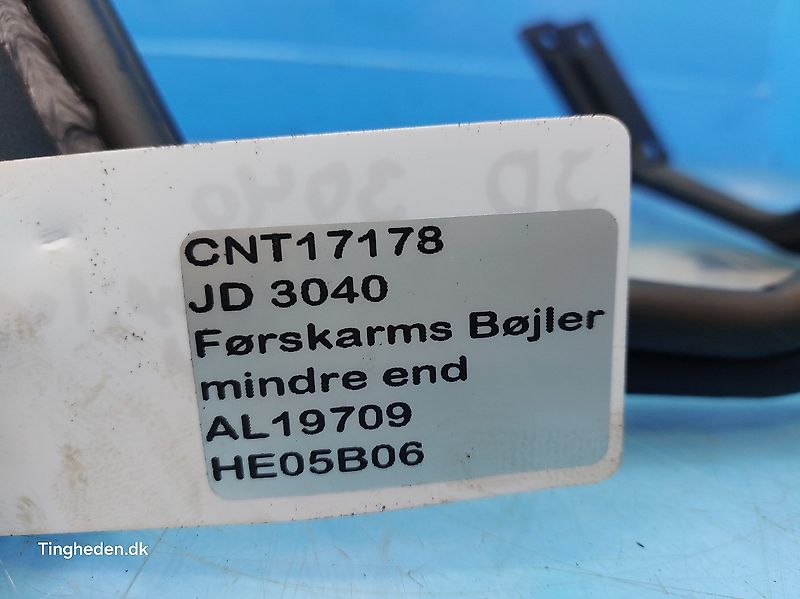 CNT17178
JD 3040
Førskarms Bøjler
mindre end
AL19709
HE05B06
Tingheden.dk